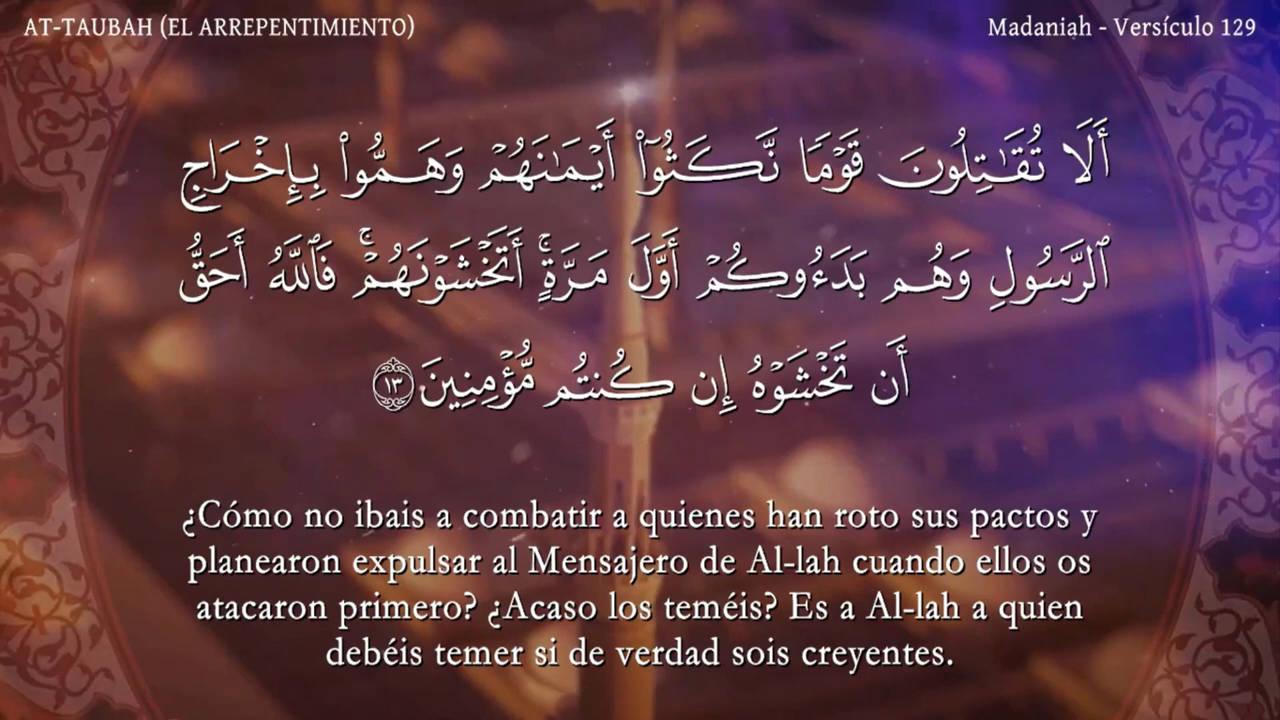 AT-TAUBAH (EL ARREPENTIMIENTO)
Madaniah - Versículo 129
أَلَا تُقَـٰتِلُونَ قَوْمًا نَّكَثُوٓا۟ أَيْمَـٰنَهُمْ وَهَمُّوا۟ بِإِخْرَاجِ
ٱلرَّسُولِ وَهُم بَدَءُوكُمْ أَوَّلَ مَرَّةٍ ۚ أَتَخْشَوْنَهُمْ ۚ فَٱللَّهُ أَحَقُّ
أَن تَخْشَوْهُ إِن كُنتُم مُّؤْمِنِينَ ١٣
¿Cómo no ibais a combatir a quienes han roto sus pactos y
planearon expulsar al Mensajero de Al-lah cuando ellos os
atacaron primero? ¿Acaso los teméis? Es a Al-lah a quien
debéis temer si de verdad sois creyentes.